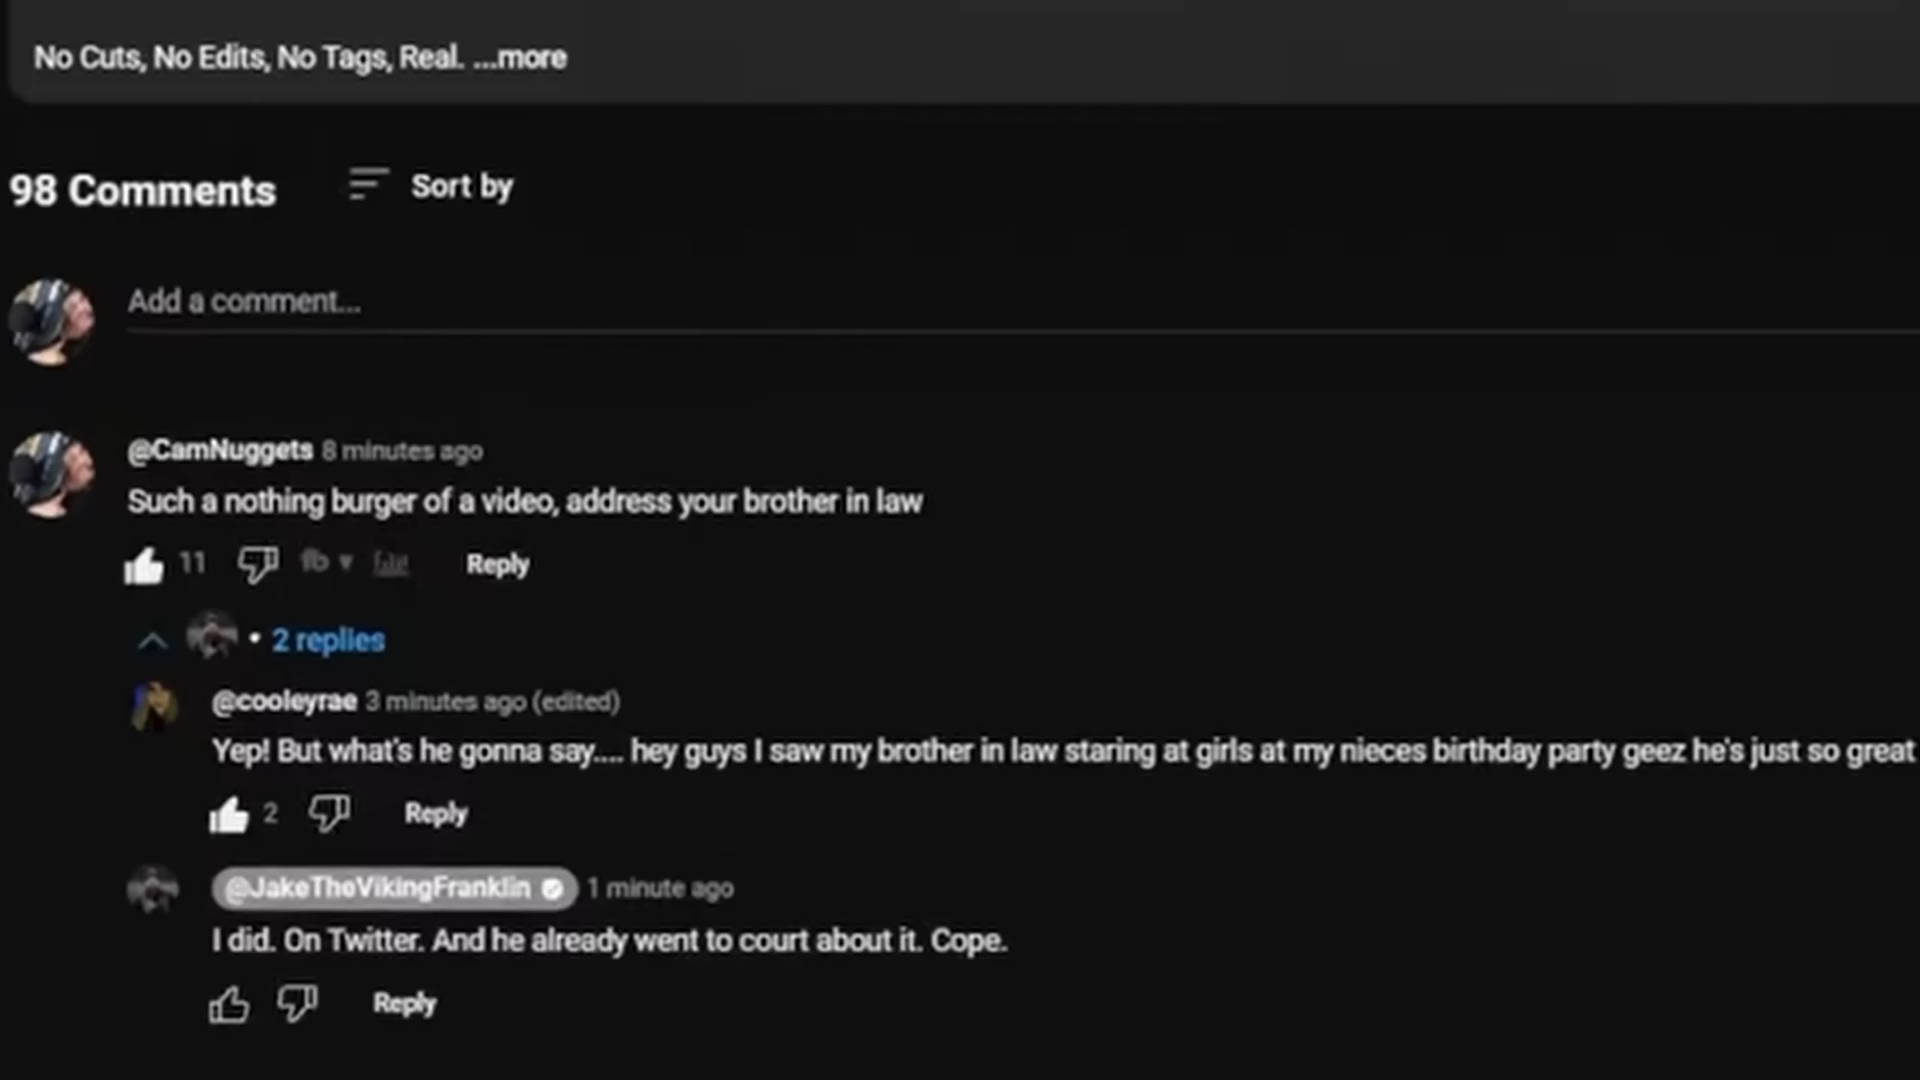 No Cuts, No Edits, No Tags, Real. ...more
98 Comments Sort by
Add a comment...
@CamNuggets 8 minutes ago
Such a nothing burger of a video, address your brother in law
11 Reply
• 2 replies
@cooleyrae 3 minutes ago (edited)
Yep! But what's he gonna say.... hey guys I saw my brother in law staring at girls at my nieces birthday party geez he's just so great
2 Reply
@JakeTheVikingFranklin 1 minute ago
I did. On Twitter. And he already went to court about it. Cope.
Reply